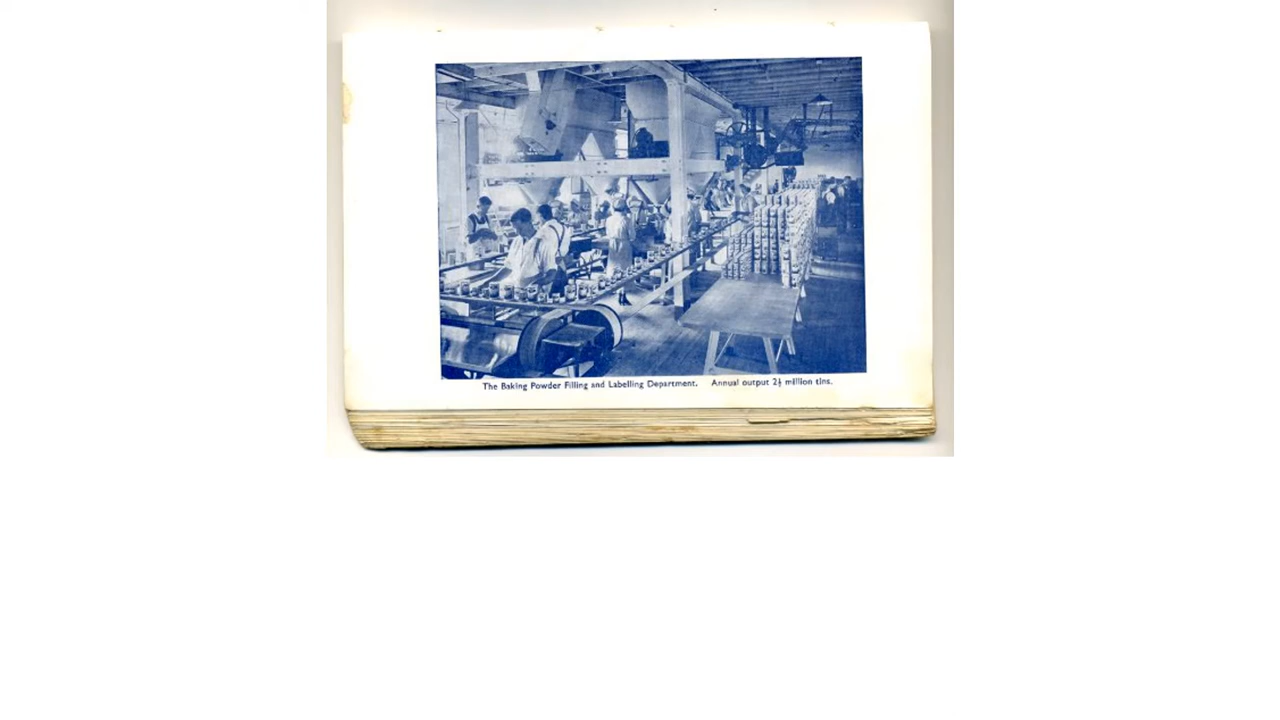 The Baking Powder Filling and Labelling Department. Annual output 2½ million tins.